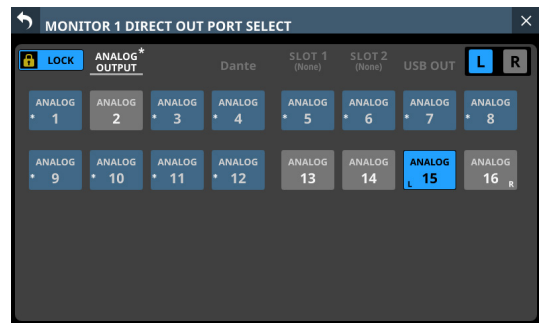 MONITOR 1 DIRECT OUT PORT SELECT
LOCK
ANALOG*
OUTPUT
Dante
SLOT 1
(None)
SLOT 2
(None)
USB OUT
L
R
ANALOG
* 1
ANALOG
2
ANALOG
* 3
ANALOG
* 4
ANALOG
* 5
ANALOG
* 6
ANALOG
* 7
ANALOG
* 8
ANALOG
* 9
ANALOG
* 10
ANALOG
* 11
ANALOG
* 12
ANALOG
13
ANALOG
14
ANALOG
L 15
ANALOG
16 R